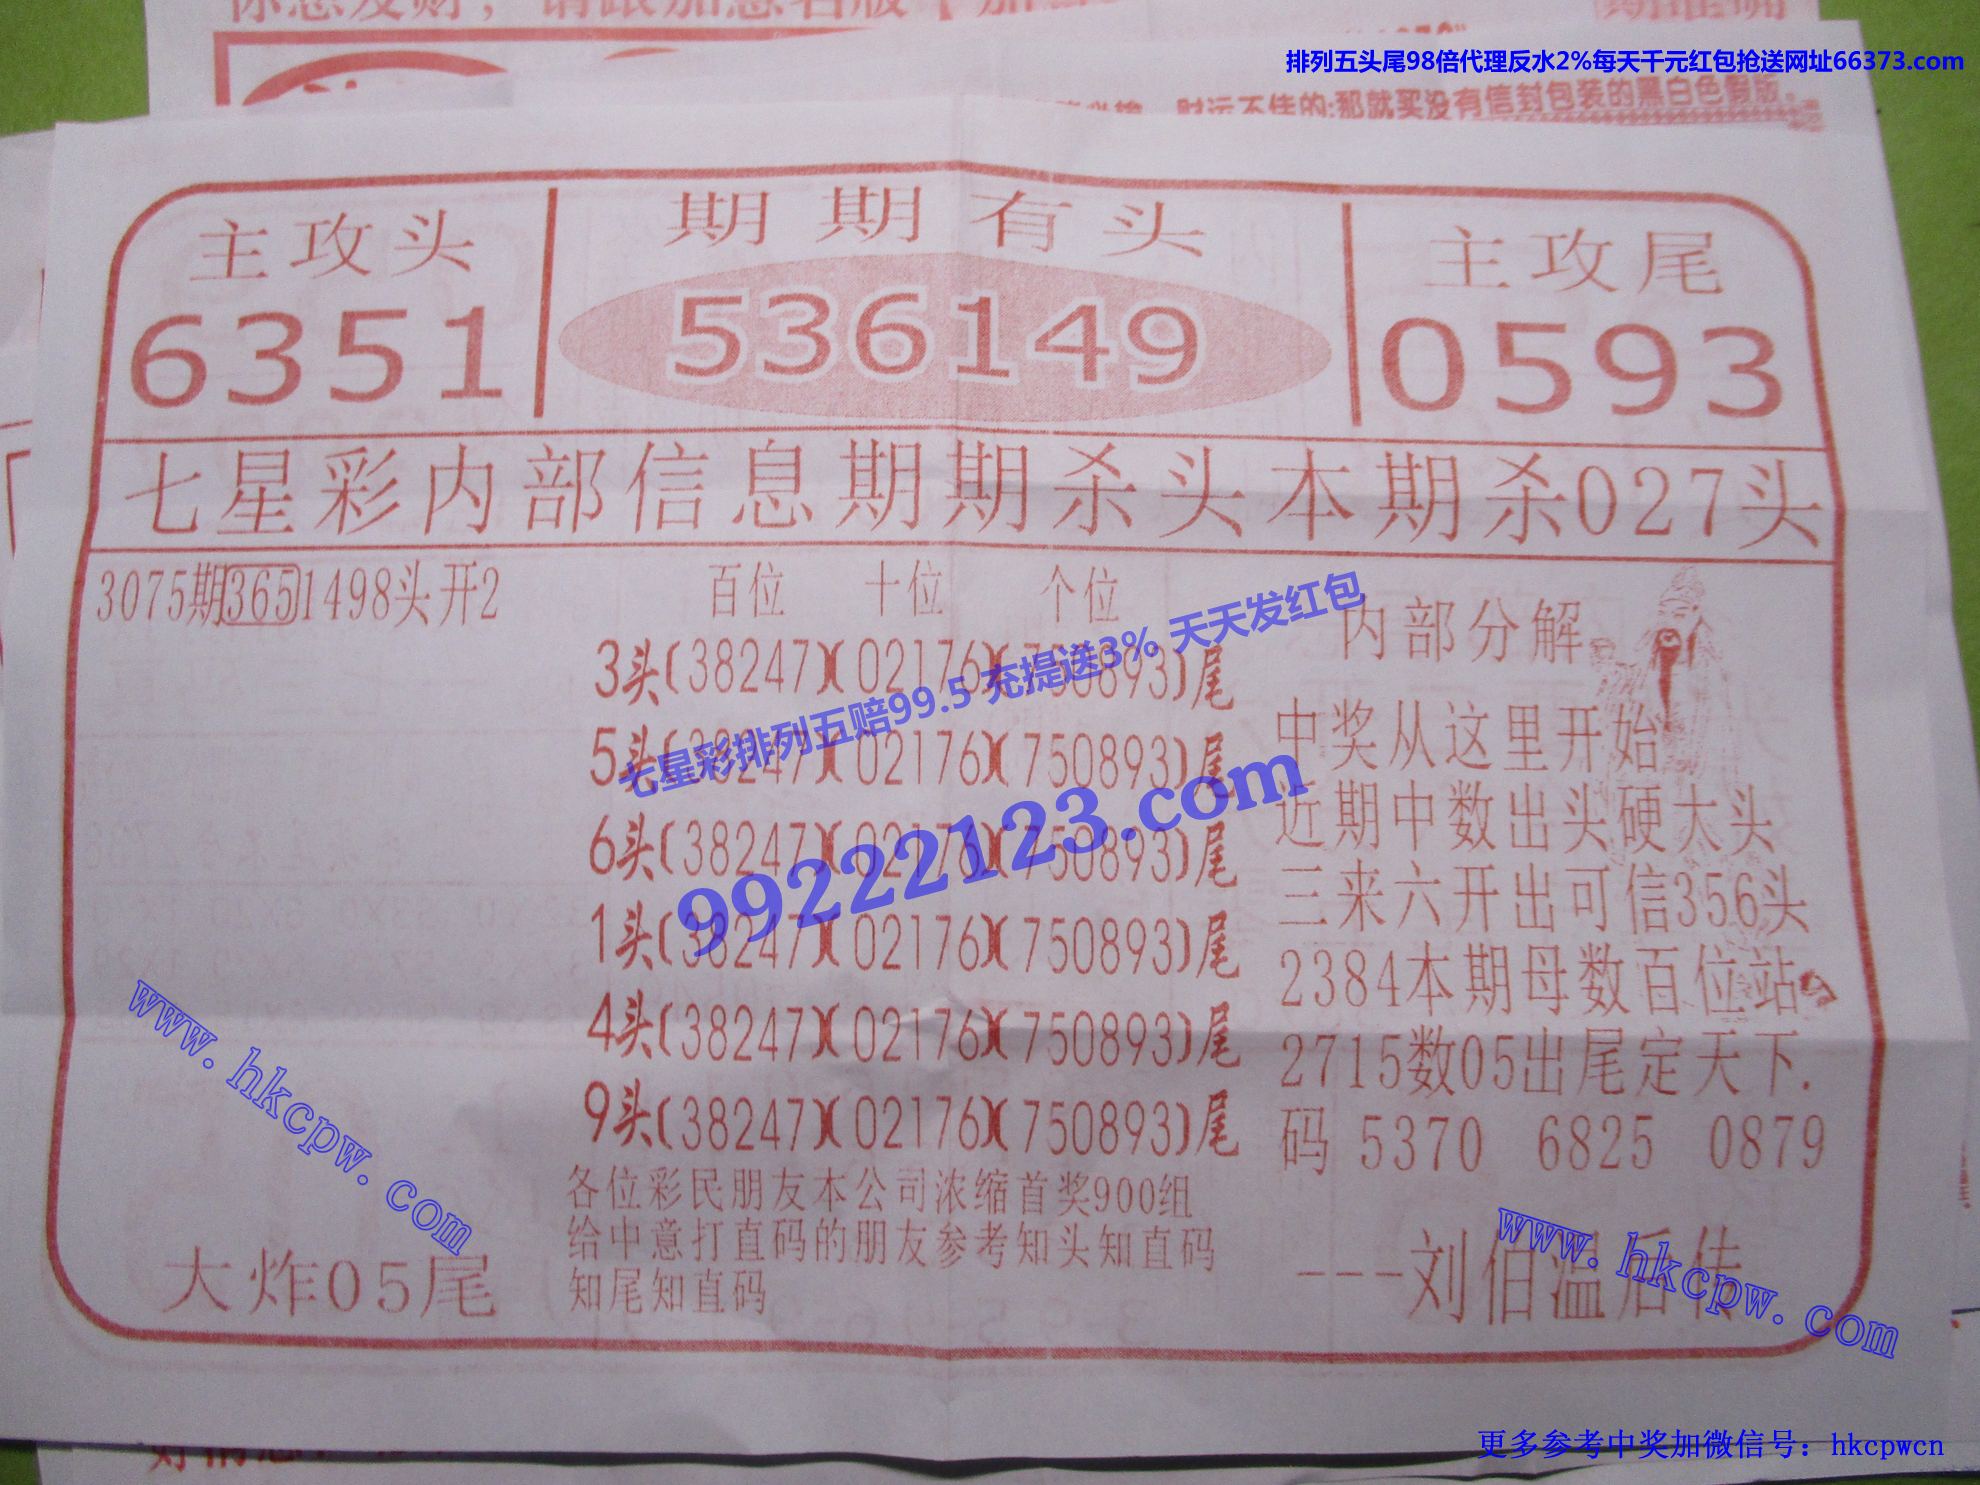 排列五头尾98倍代理反水2%每天千元红包抢送网址66373.com
财运不佳的:那就买没有信封包装的黑白色假版.
主攻头
6351
期期有头
536149
主攻尾
0593
七星彩内部信息期期杀头本期杀027头
3075期3651498头开2
百位 十位 个位
3头(38247)(02176)(750893)尾
5头(38247)(02176)(750893)尾
6头(38247)(02176)(750893)尾
1头(38247)(02176)(750893)尾
4头(38247)(02176)(750893)尾
9头(38247)(02176)(750893)尾
各位彩民朋友本公司浓缩首奖900组
给中意打直码的朋友参考知头知直码
知尾知直码
大炸05尾
内部分解
中奖从这里开始
近期中数出头硬大头
三来六开出可信356头
2384本期母数百位站
2715数05出尾定天下.
码 5370 6825 0879
---刘伯温后传
七星彩排列五赔99.5 充提送3% 天天发红包
99222123.com
www.hkcpw.com
www.hkcpw.com
更多参考中奖加微信号：hkcpwcn